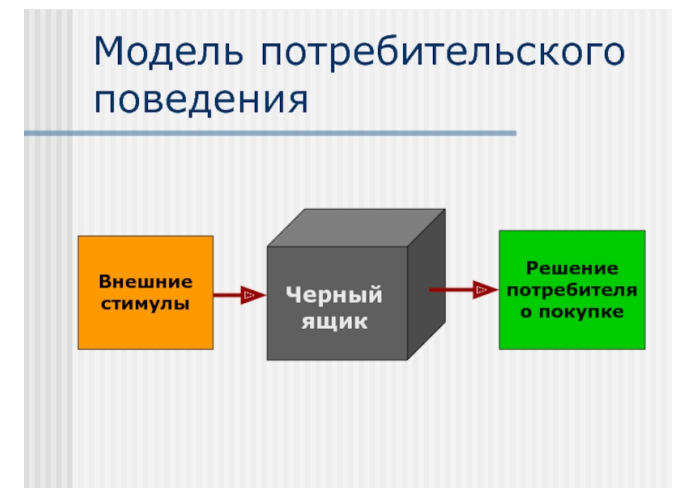 Модель потребительского
поведения
Внешние
стимулы
Черный
ящик
Решение
потребителя
о покупке